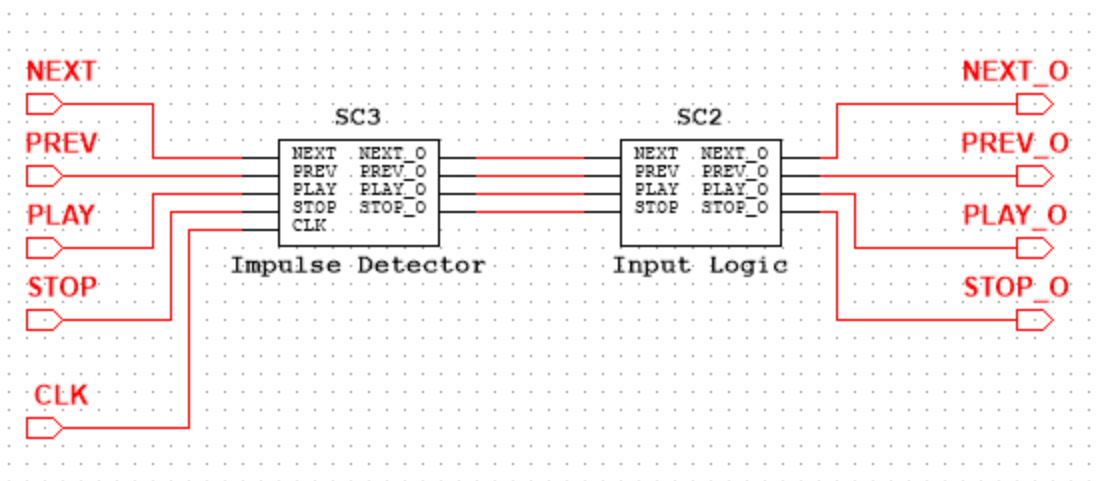 NEXT
PREV
PLAY
STOP
CLK
SC3
NEXT NEXT_O
PREV PREV_O
PLAY PLAY_O
STOP STOP_O
CLK
Impulse Detector
SC2
NEXT NEXT_O
PREV PREV_O
PLAY PLAY_O
STOP STOP_O
Input Logic
NEXT_O
PREV_O
PLAY_O
STOP_O